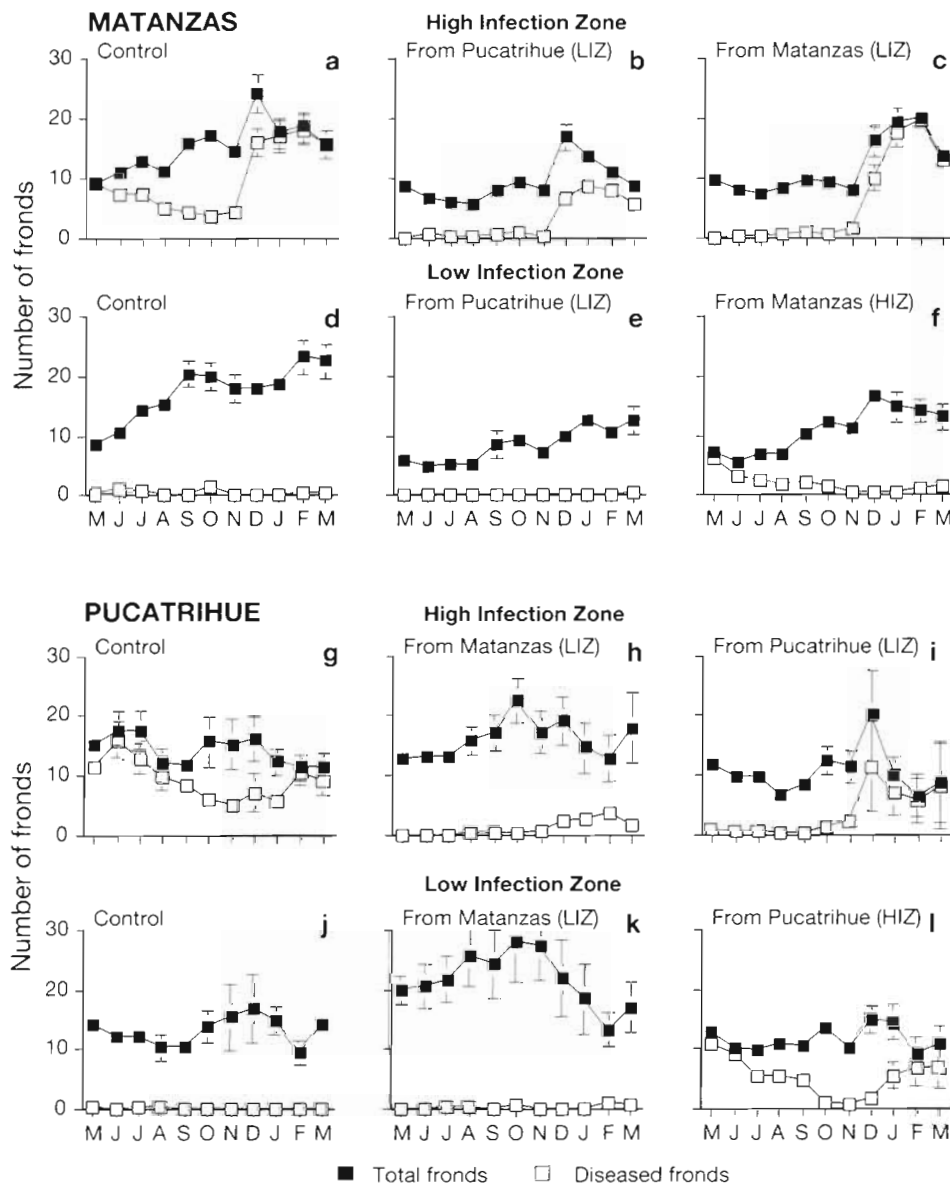 MATANZAS
High Infection Zone
Control a
From Pucatrihue (LIZ) b
From Matanzas (LIZ) c
30
20
10
0
Low Infection Zone
Control d
From Pucatrihue (LIZ) e
From Matanzas (HIZ) f
30
20
10
0
Number of fronds
M J J A S O N D J F M
M J J A S O N D J F M
M J J A S O N D J F M
PUCATRIHUE
High Infection Zone
Control g
From Matanzas (LIZ) h
From Pucatrihue (LIZ) i
30
20
10
0
Low Infection Zone
Control j
From Matanzas (LIZ) k
From Pucatrihue (HIZ) l
30
20
10
0
Number of fronds
M J J A S O N D J F M
M J J A S O N D J F M
M J J A S O N D J F M
Total fronds
Diseased fronds